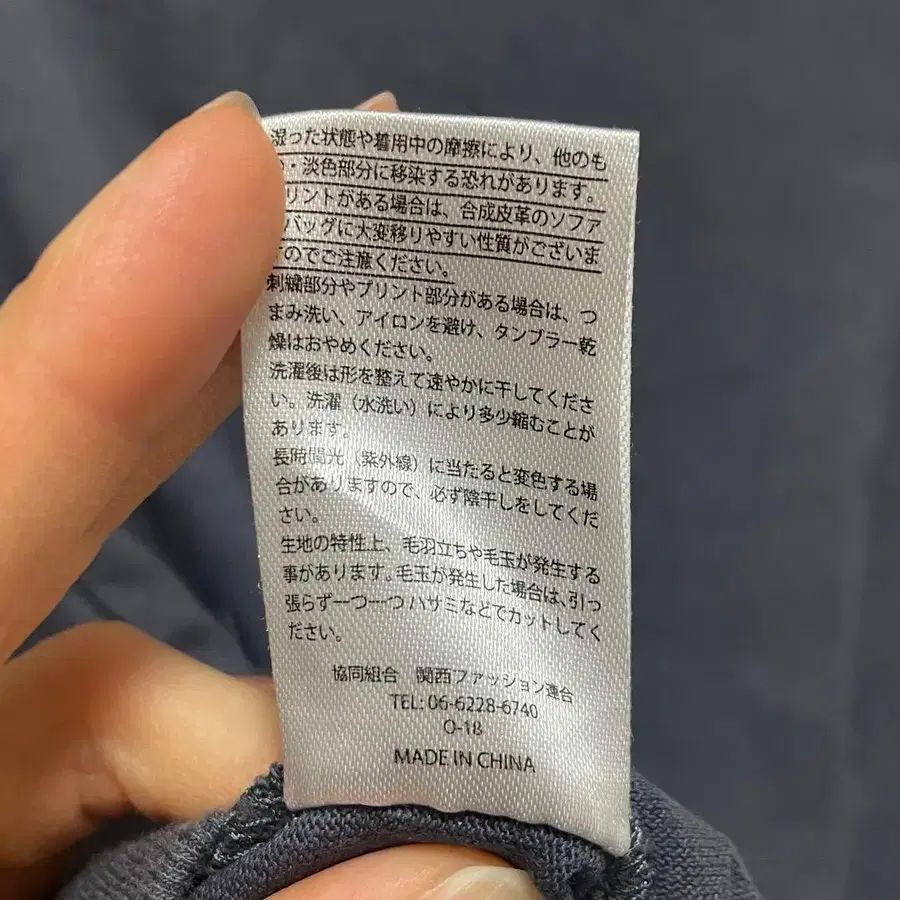 湿った状態や着用中の摩擦により、他のも
・淡色部分に移染する恐れがあります。
リントがある場合は、合成皮革のソファ
バッグに大変移りやすい性質がございま
すのでご注意ください。
刺繍部分やプリント部分がある場合は、つ
まみ洗い、アイロンを避け、タンブラー乾
燥はおやめください。
洗濯後は形を整えて速やかに干してくださ
い。洗濯（水洗い）により多少縮むことが
あります。
長時間光（紫外線）に当たると変色する場
合がありますので、必ず陰干しをしてくだ
さい。
生地の特性上、毛羽立ちや毛玉が発生する
事があります。毛玉が発生した場合は、引っ
張らず一つ一つハサミなどでカットしてく
ださい。
協同組合　関西ファッション連合
TEL: 06-6228-6740
O-18
MADE IN CHINA